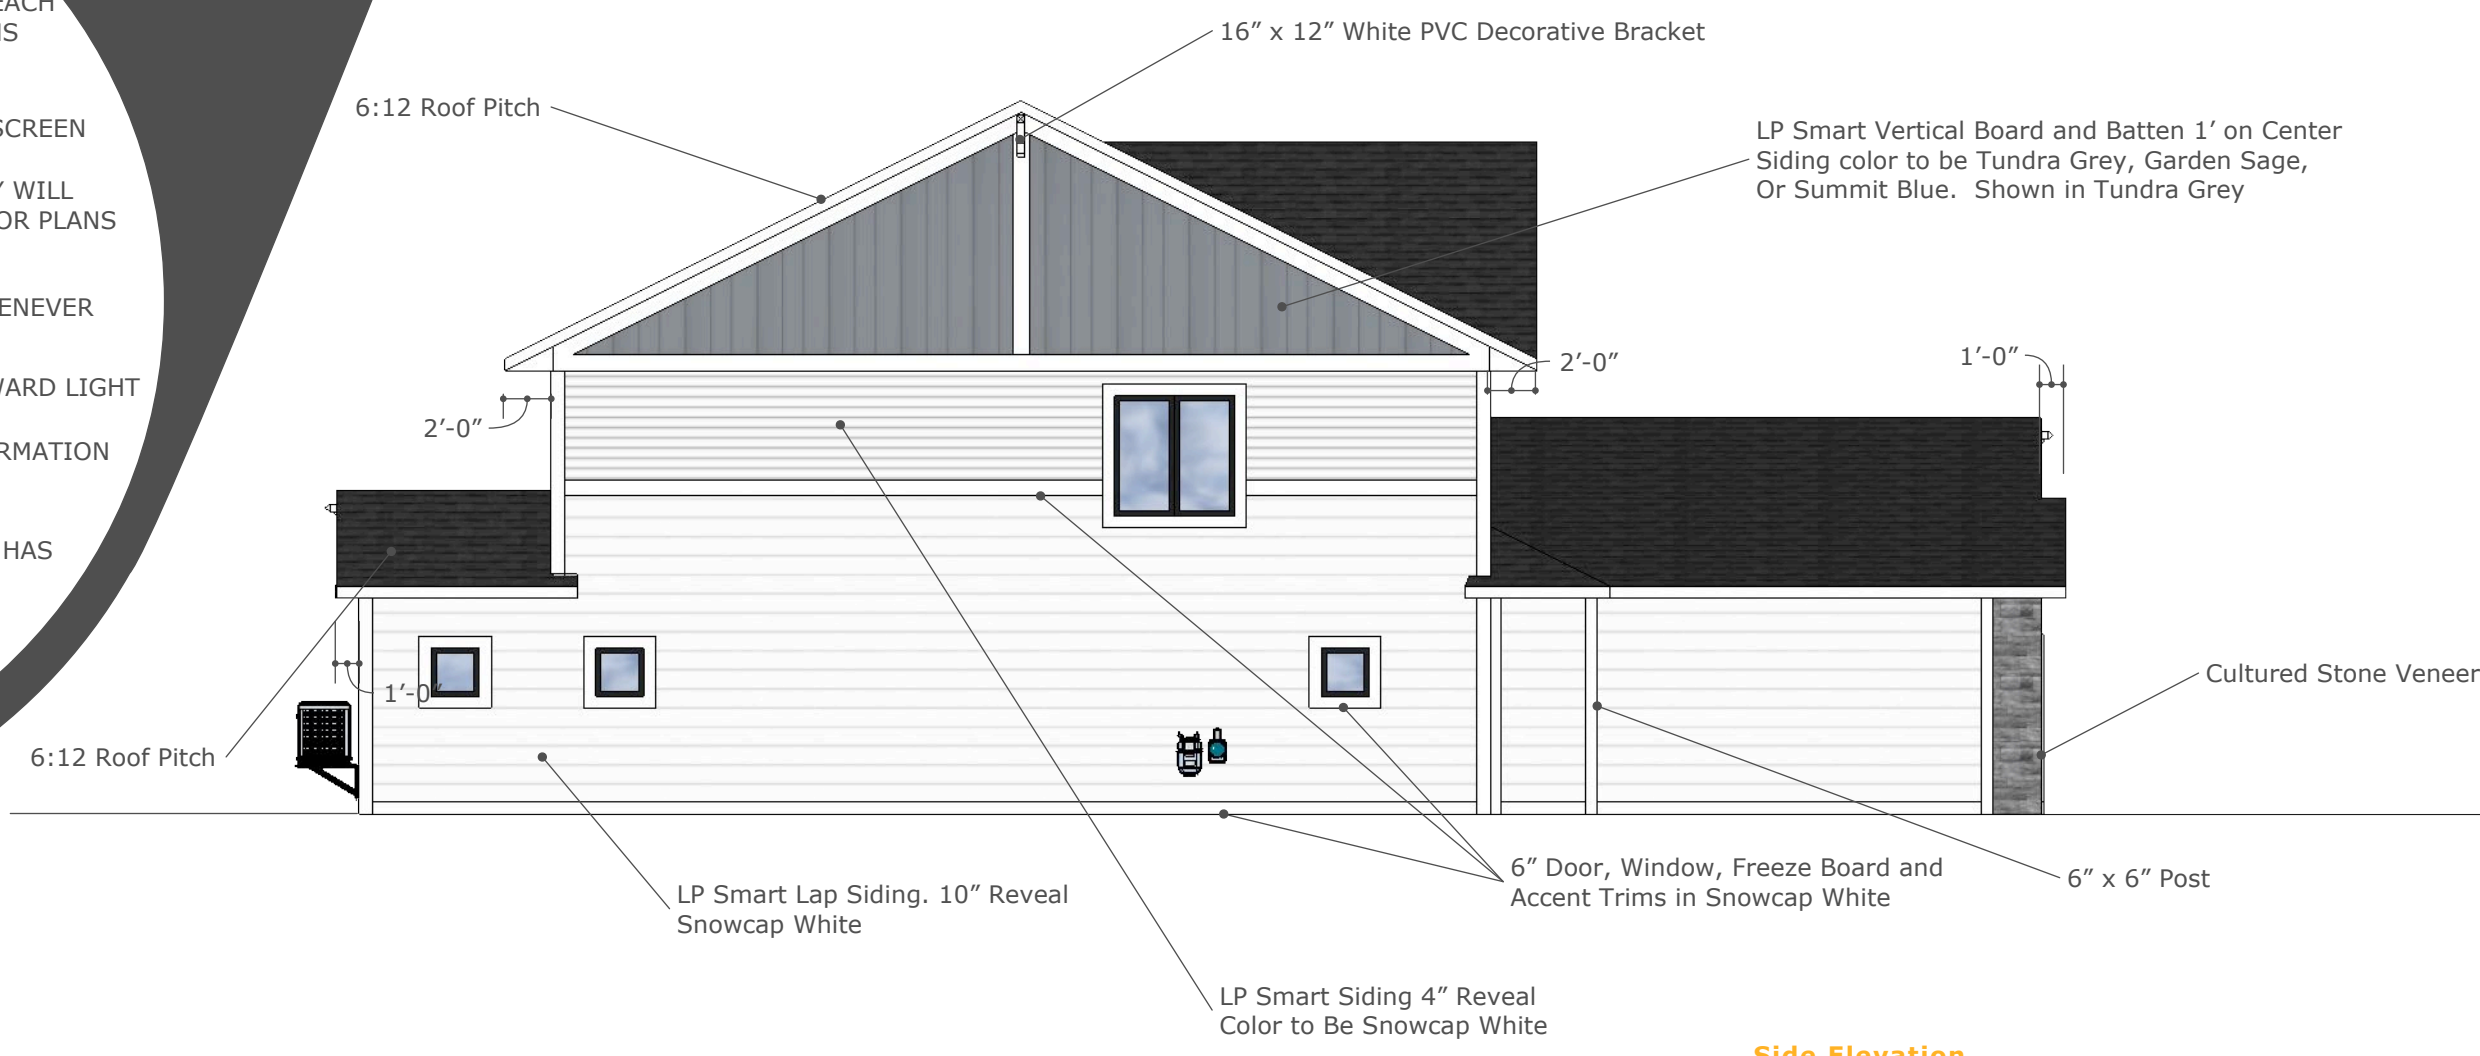 EACH
SCREEN
WILL
OR PLANS
LIGHT
HAS
16” x 12” White PVC Decorative Bracket
6:12 Roof Pitch
LP Smart Vertical Board and Batten 1’ on Center
Siding color to be Tundra Grey, Garden Sage,
Or Summit Blue.  Shown in Tundra Grey
2’-0”
1’-0”
2’-0”
1’-0”
6:12 Roof Pitch
Cultured Stone Veneer
6” Door, Window, Freeze Board and
Accent Trims in Snowcap White
6” x 6” Post
LP Smart Lap Siding. 10” Reveal
Snowcap White
LP Smart Siding 4” Reveal
Color to Be Snowcap White
Side Elevation